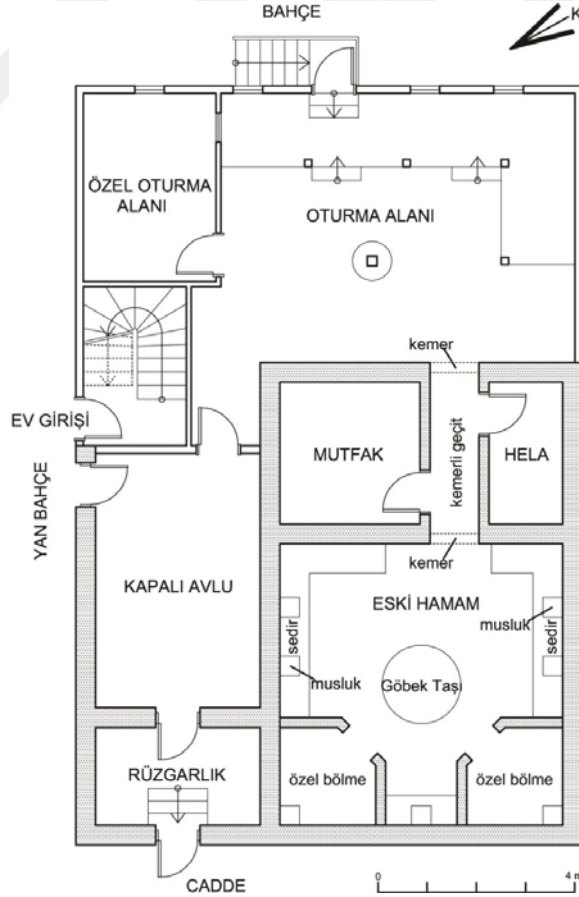 BAHÇE
K
ÖZEL OTURMA
ALANI
OTURMA ALANI
kemer
EV GİRİŞİ
MUTFAK
kemerli geçit
HELA
YAN BAHÇE
kemer
KAPALI AVLU
ESKİ HAMAM
sedir
musluk
sedir
musluk
Göbek Taşı
RÜZGARLIK
özel bölme
özel bölme
CADDE
0
4 m